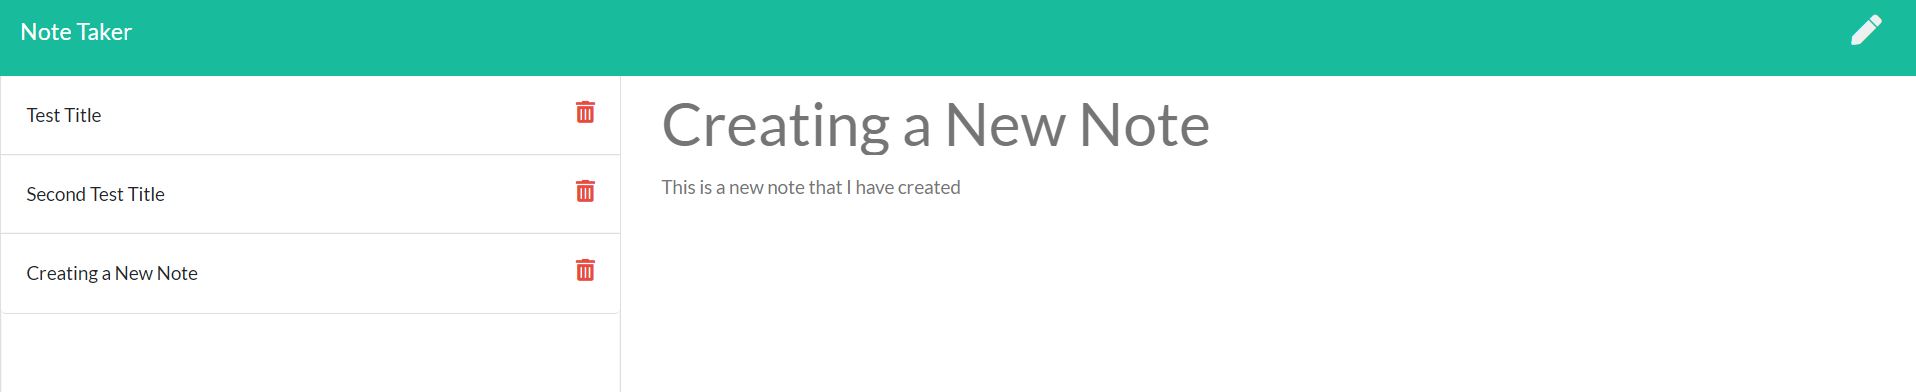 Note Taker
Test Title
Second Test Title
Creating a New Note
Creating a New Note
This is a new note that I have created